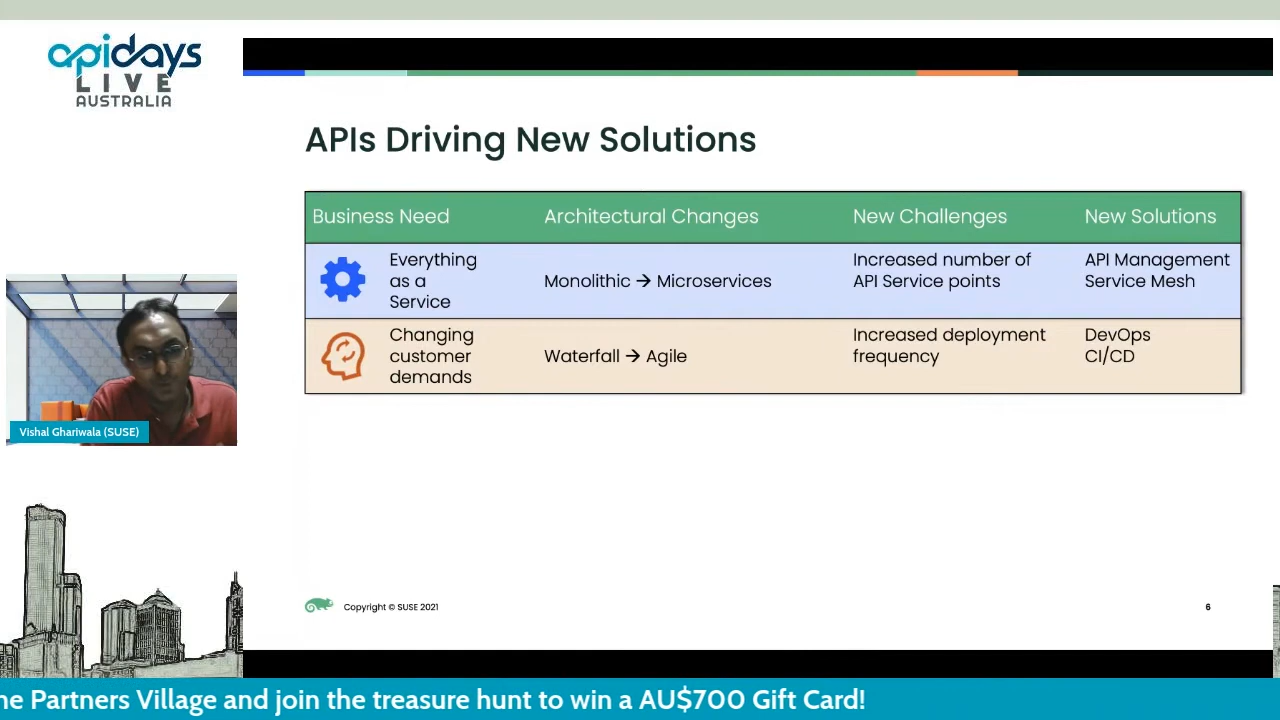 apidays
LIVE
AUSTRALIA
APIs Driving New Solutions
Business Need
Architectural Changes
New Challenges
New Solutions
Everything
as a
Service
Monolithic → Microservices
Increased number of
API Service points
API Management
Service Mesh
Changing
customer
demands
Waterfall → Agile
Increased deployment
frequency
DevOps
CI/CD
Vishal Ghariwala (SUSE)
Copyright © SUSE 2021
6
he Partners Village and join the treasure hunt to win a AU$700 Gift Card!